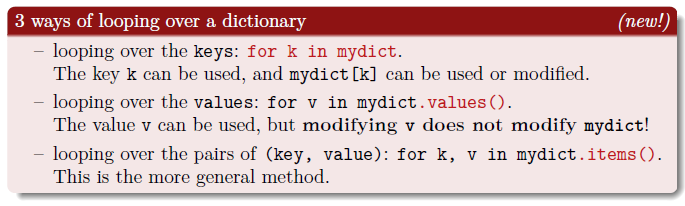 3 ways of looping over a dictionary (new!)
– looping over the keys: for k in mydict.
The key k can be used, and mydict[k] can be used or modified.
– looping over the values: for v in mydict.values().
The value v can be used, but modifying v does not modify mydict!
– looping over the pairs of (key, value): for k, v in mydict.items().
This is the more general method.